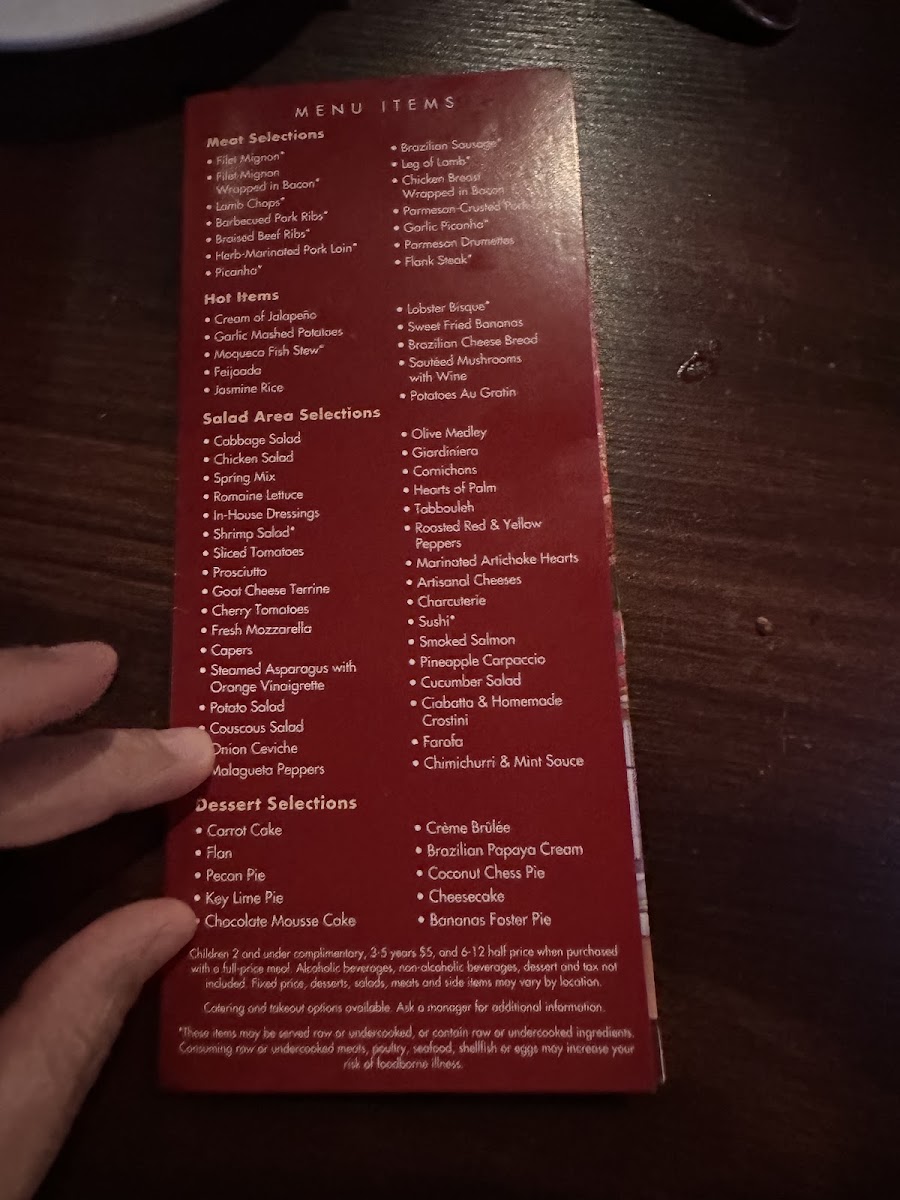 MENU ITEMS
Meat Selections
• Filet Mignon*
• Filet Mignon
Wrapped in Bacon*
• Lamb Chops*
• Barbecued Pork Ribs*
• Braised Beef Ribs*
• Herb-Marinated Pork Loin*
• Picanha*
• Brazilian Sausage*
• Leg of Lamb*
• Chicken Breast
Wrapped in Bacon
• Parmesan-Crusted Pork
• Garlic Picanha*
• Parmesan Drumettes
• Flank Steak*
Hot Items
• Cream of Jalapeño
• Garlic Mashed Potatoes
• Moqueca Fish Stew*
• Feijoada
• Jasmine Rice
• Lobster Bisque*
• Sweet Fried Bananas
• Brazilian Cheese Bread
• Sautéed Mushrooms
with Wine
• Potatoes Au Gratin
Salad Area Selections
• Cabbage Salad
• Chicken Salad
• Spring Mix
• Romaine Lettuce
• In-House Dressings
• Shrimp Salad*
• Sliced Tomatoes
• Prosciutto
• Goat Cheese Terrine
• Cherry Tomatoes
• Fresh Mozzarella
• Capers
• Steamed Asparagus with
Orange Vinaigrette
• Potato Salad
• Couscous Salad
Onion Ceviche
Malagueta Peppers
• Olive Medley
• Giardiniera
• Cornichons
• Hearts of Palm
• Tabbouleh
• Roasted Red & Yellow
Peppers
• Marinated Artichoke Hearts
• Artisanal Cheeses
• Charcuterie
• Sushi*
• Smoked Salmon
• Pineapple Carpaccio
• Cucumber Salad
• Ciabatta & Homemade
Crostini
• Farofa
• Chimichurri & Mint Sauce
Dessert Selections
• Carrot Cake
• Flan
• Pecan Pie
• Key Lime Pie
• Chocolate Mousse Cake
• Crème Brûlée
• Brazilian Papaya Cream
• Coconut Chess Pie
• Cheesecake
• Bananas Foster Pie
Children 2 and under complimentary, 3-5 years $5, and 6-12 half price when purchased
with a full-price meal. Alcoholic beverages, non-alcoholic beverages, dessert and tax not
included. Fixed price, desserts, salads, meats and side items may vary by location.
Catering and takeout options available. Ask a manager for additional information.
*These items may be served raw or undercooked, or contain raw or undercooked ingredients.
Consuming raw or undercooked meats, poultry, seafood, shellfish or eggs may increase your
risk of foodborne illness.